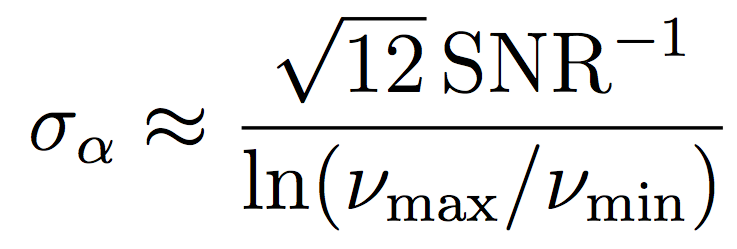 σ_α ≈ √12 SNR⁻¹ / ln(ν_max/ν_min)